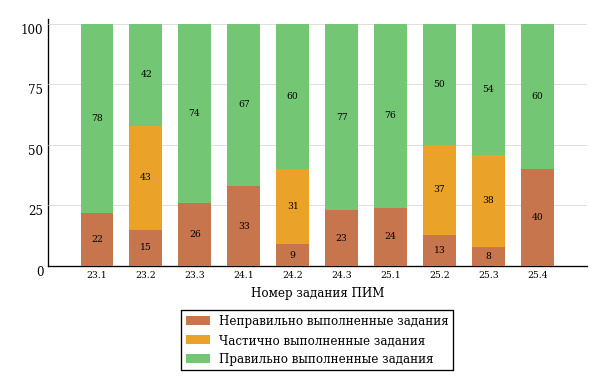 100
75
50
25
0
78 42 74 67 60 77 76 50 54 60
43 31 37 38
22 15 26 33 9 23 24 13 8 40
23.1 23.2 23.3 24.1 24.2 24.3 25.1 25.2 25.3 25.4
Номер задания ПИМ
Неправильно выполненные задания
Частично выполненные задания
Правильно выполненные задания